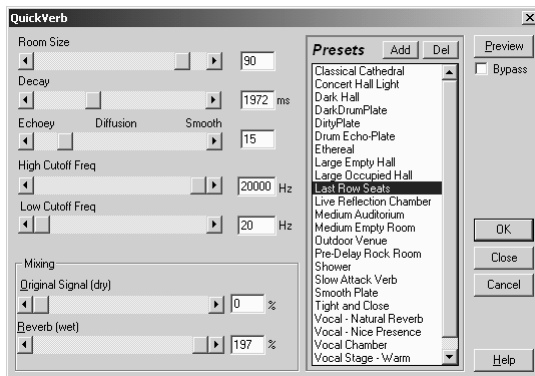 QuickVerb
Room Size
90
Decay
1972 ms
Echoey Diffusion Smooth
15
High Cutoff Freq
20000 Hz
Low Cutoff Freq
20 Hz
Mixing
Original Signal (dry)
0 %
Reverb (wet)
197 %
Presets Add Del
Classical Cathedral
Concert Hall Light
Dark Hall
DarkDrumPlate
DirtyPlate
Drum Echo-Plate
Ethereal
Large Empty Hall
Large Occupied Hall
Last Row Seats
Live Reflection Chamber
Medium Auditorium
Medium Empty Room
Outdoor Venue
Pre-Delay Rock Room
Shower
Slow Attack Verb
Smooth Plate
Tight and Close
Vocal - Natural Reverb
Vocal - Nice Presence
Vocal Chamber
Vocal Stage - Warm
Preview
Bypass
OK
Close
Cancel
Help